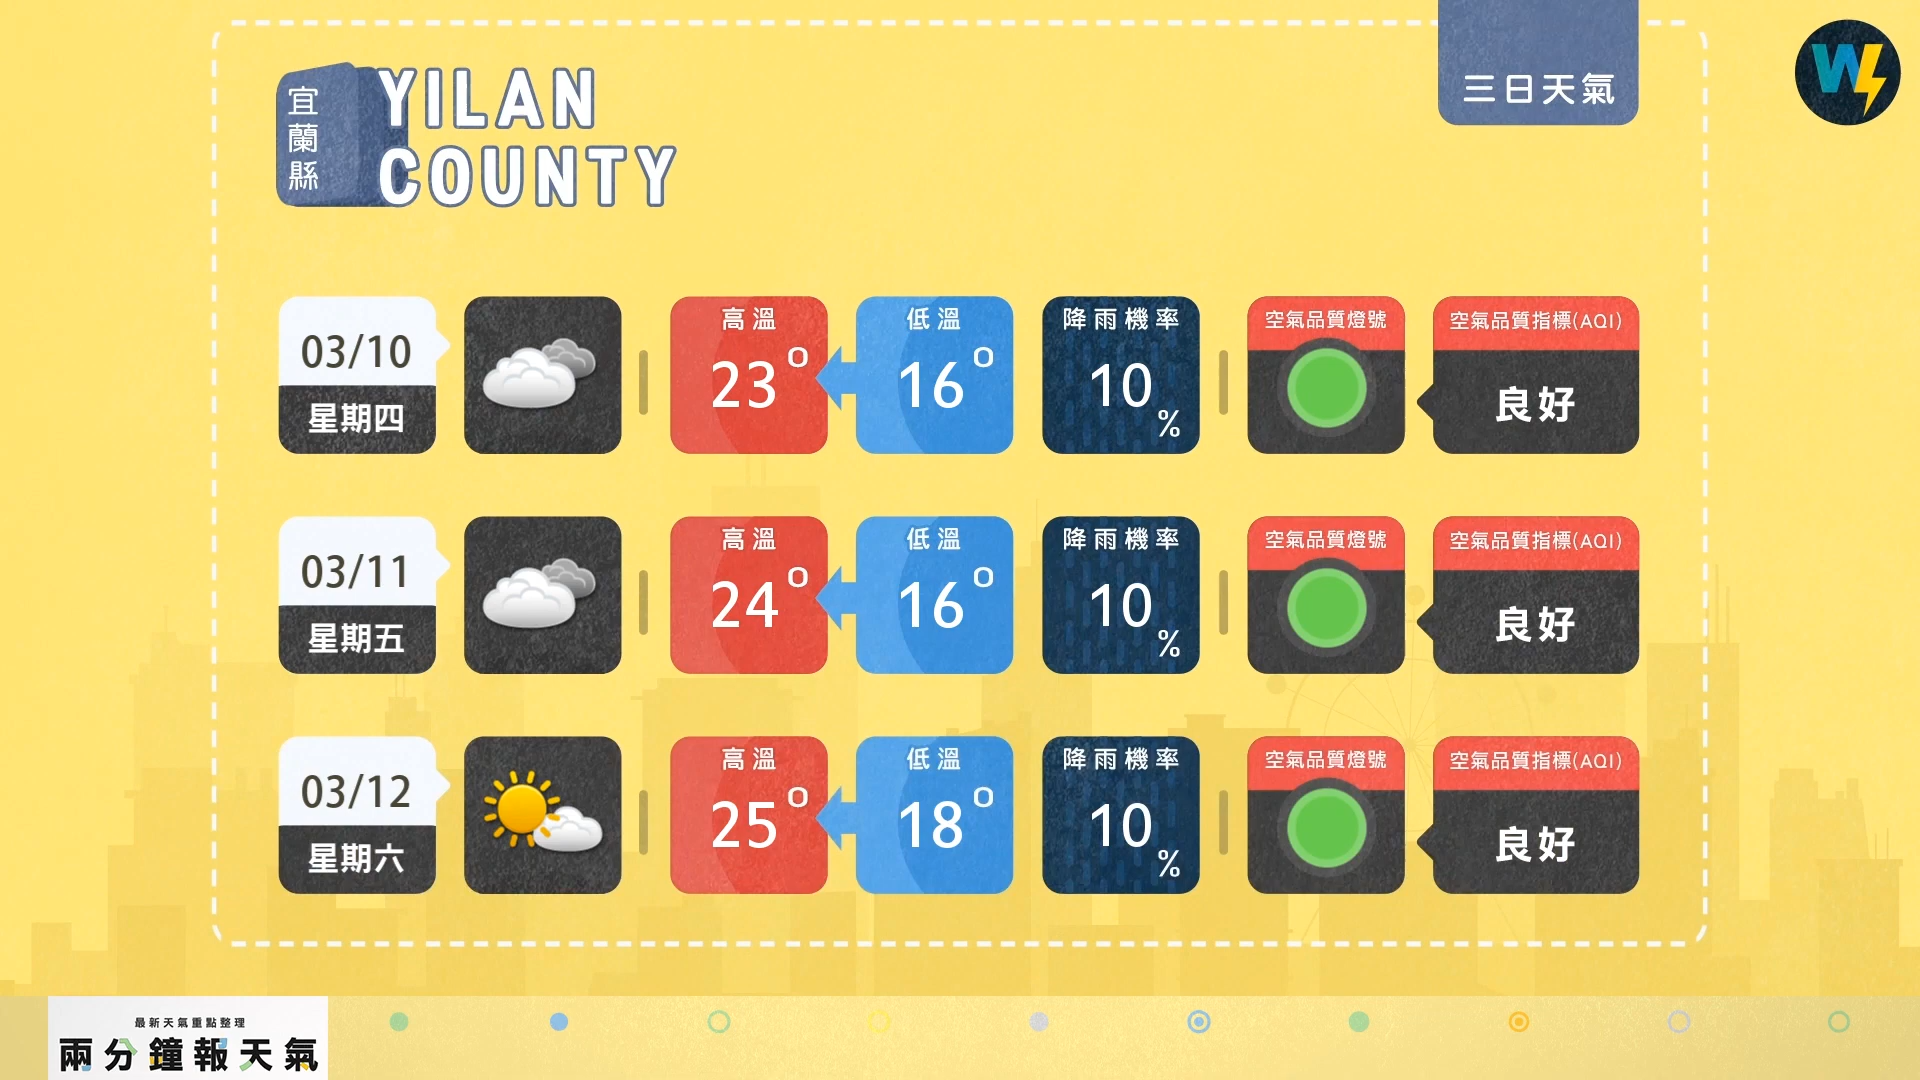 宜蘭縣
YILAN
COUNTY
三日天氣
W
03/10
星期四
高溫
23°
低溫
16°
降雨機率
10%
空氣品質燈號
空氣品質指標(AQI)
良好
03/11
星期五
高溫
24°
低溫
16°
降雨機率
10%
空氣品質燈號
空氣品質指標(AQI)
良好
03/12
星期六
高溫
25°
低溫
18°
降雨機率
10%
空氣品質燈號
空氣品質指標(AQI)
良好
最新天氣重點整理
兩分鐘報天氣